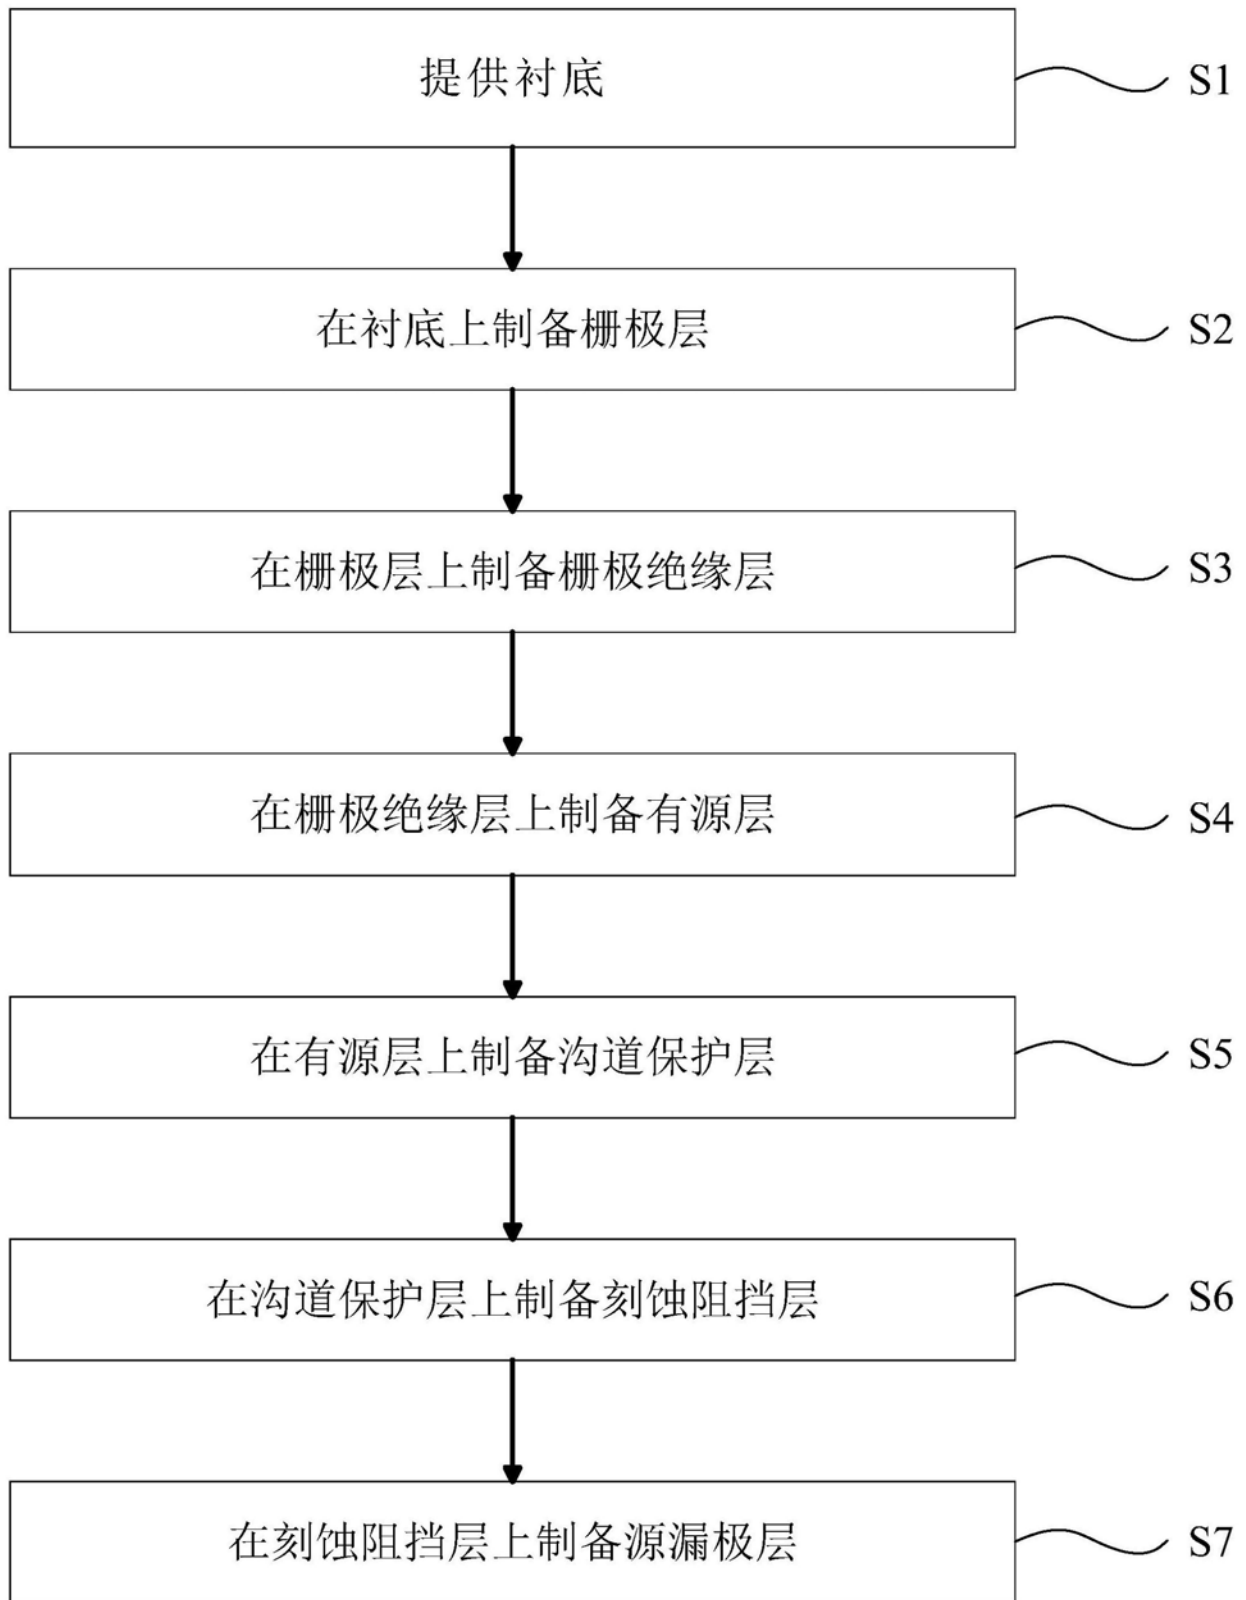 提供衬底
S1
在衬底上制备栅极层
S2
在栅极层上制备栅极绝缘层
S3
在栅极绝缘层上制备有源层
S4
在有源层上制备沟道保护层
S5
在沟道保护层上制备刻蚀阻挡层
S6
在刻蚀阻挡层上制备源漏极层
S7